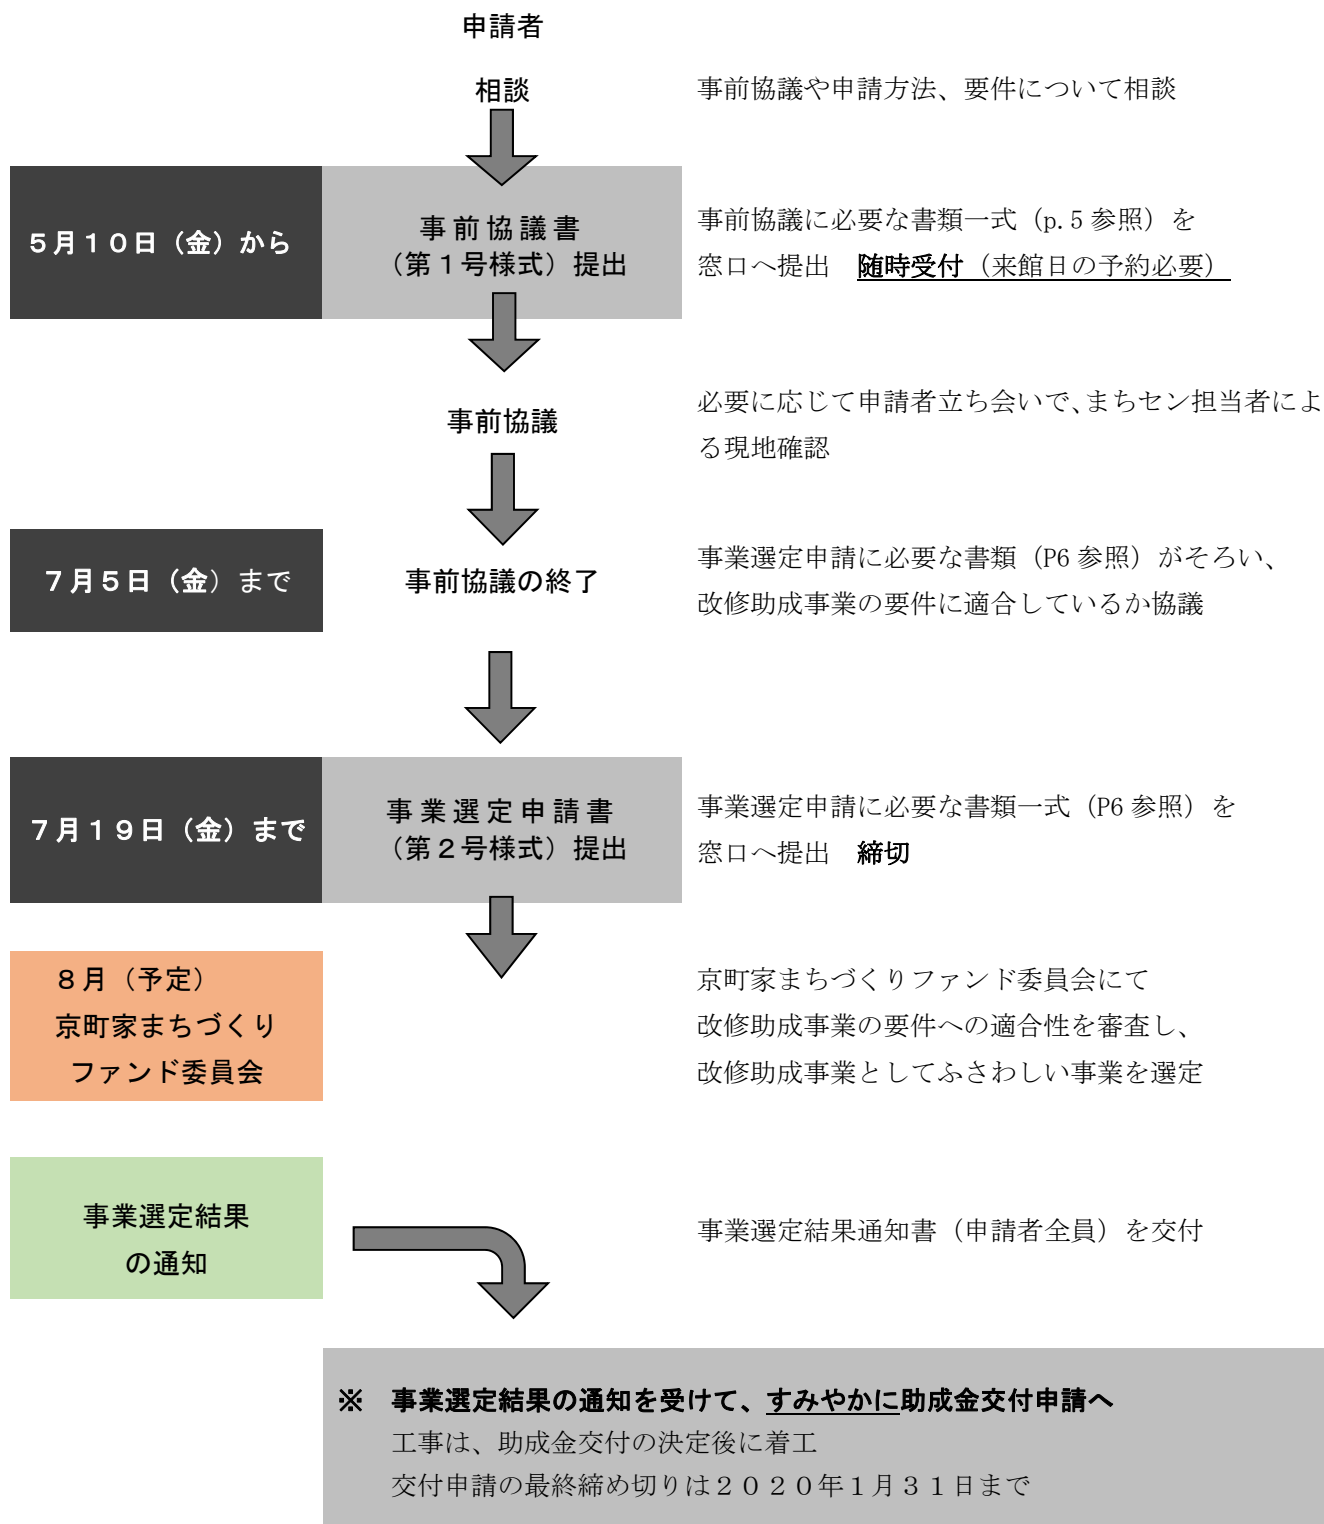 申請者
相談
事前協議や申請方法、要件について相談
５月１０日（金）から
事前協議書
（第１号様式）提出
事前協議に必要な書類一式（p.5参照）を
窓口へ提出　随時受付（来館日の予約必要）
事前協議
必要に応じて申請者立ち会いで、まちセン担当者によ
る現地確認
７月５日（金）まで
事前協議の終了
事業選定申請に必要な書類（P6参照）がそろい、
改修助成事業の要件に適合しているか協議
７月１９日（金）まで
事業選定申請書
（第２号様式）提出
事業選定申請に必要な書類一式（P6参照）を
窓口へ提出　締切
８月（予定）
京町家まちづくり
ファンド委員会
京町家まちづくりファンド委員会にて
改修助成事業の要件への適合性を審査し、
改修助成事業としてふさわしい事業を選定
事業選定結果
の通知
事業選定結果通知書（申請者全員）を交付
※　事業選定結果の通知を受けて、すみやかに助成金交付申請へ
工事は、助成金交付の決定後に着工
交付申請の最終締め切りは２０２０年１月３１日まで